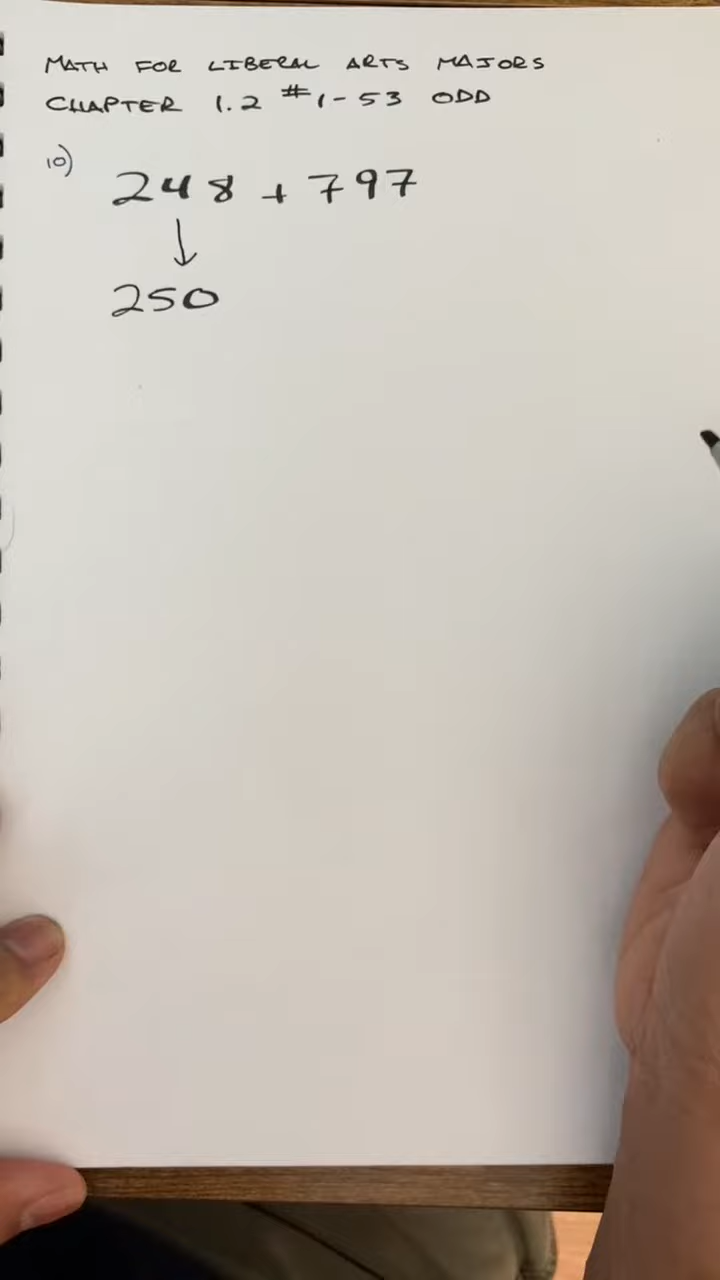 MATH FOR LIBERAL ARTS MAJORS
CHAPTER 1.2 #1-53 ODD
10)
248 + 797
↓
250